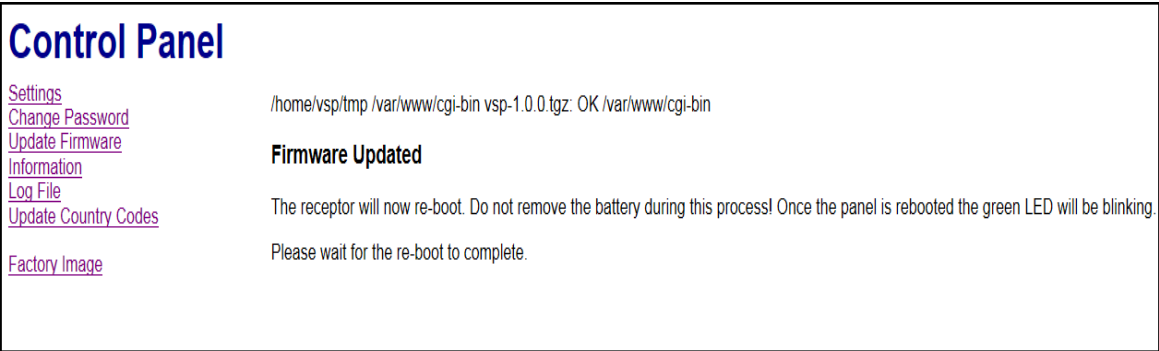 Control Panel
Settings
Change Password
Update Firmware
Information
Log File
Update Country Codes
Factory Image
/home/vsp/tmp /var/www/cgi-bin vsp-1.0.0.tgz: OK /var/www/cgi-bin
Firmware Updated
The receptor will now re-boot. Do not remove the battery during this process! Once the panel is rebooted the green LED will be blinking.
Please wait for the re-boot to complete.